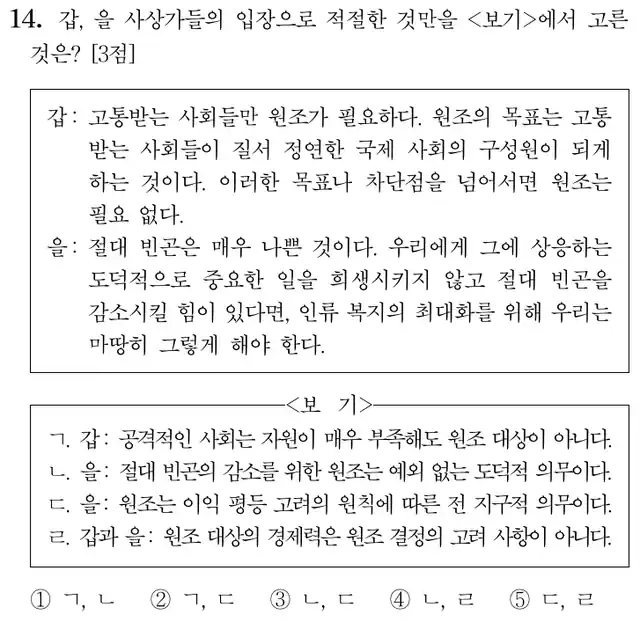 14. 갑, 을 사상가들의 입장으로 적절한 것만을 <보기>에서 고른
것은? [3점]
갑: 고통받는 사회들만 원조가 필요하다. 원조의 목표는 고통
받는 사회들이 질서 정연한 국제 사회의 구성원이 되게
하는 것이다. 이러한 목표나 차단점을 넘어서면 원조는
필요 없다.
을: 절대 빈곤은 매우 나쁜 것이다. 우리에게 그에 상응하는
도덕적으로 중요한 일을 희생시키지 않고 절대 빈곤을
감소시킬 힘이 있다면, 인류 복지의 최대화를 위해 우리는
마땅히 그렇게 해야 한다.
<보 기>
ㄱ. 갑: 공격적인 사회는 자원이 매우 부족해도 원조 대상이 아니다.
ㄴ. 을: 절대 빈곤의 감소를 위한 원조는 예외 없는 도덕적 의무이다.
ㄷ. 을: 원조는 이익 평등 고려의 원칙에 따른 전 지구적 의무이다.
ㄹ. 갑과 을: 원조 대상의 경제력은 원조 결정의 고려 사항이 아니다.
① ㄱ, ㄴ ② ㄱ, ㄷ ③ ㄴ, ㄷ ④ ㄴ, ㄹ ⑤ ㄷ, ㄹ